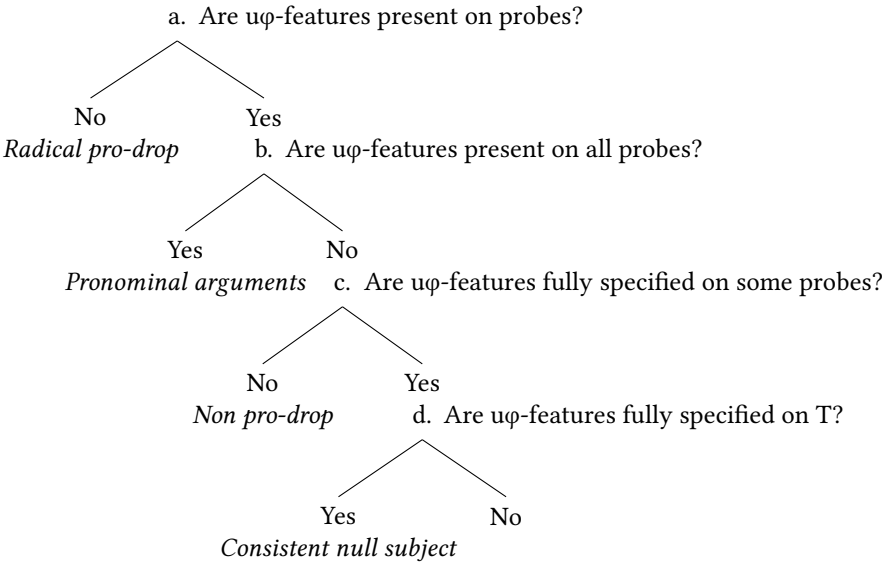 a. Are uφ-features present on probes?
No Yes
Radical pro-drop b. Are uφ-features present on all probes?
Yes No
Pronominal arguments c. Are uφ-features fully specified on some probes?
No Yes
Non pro-drop d. Are uφ-features fully specified on T?
Yes No
Consistent null subject